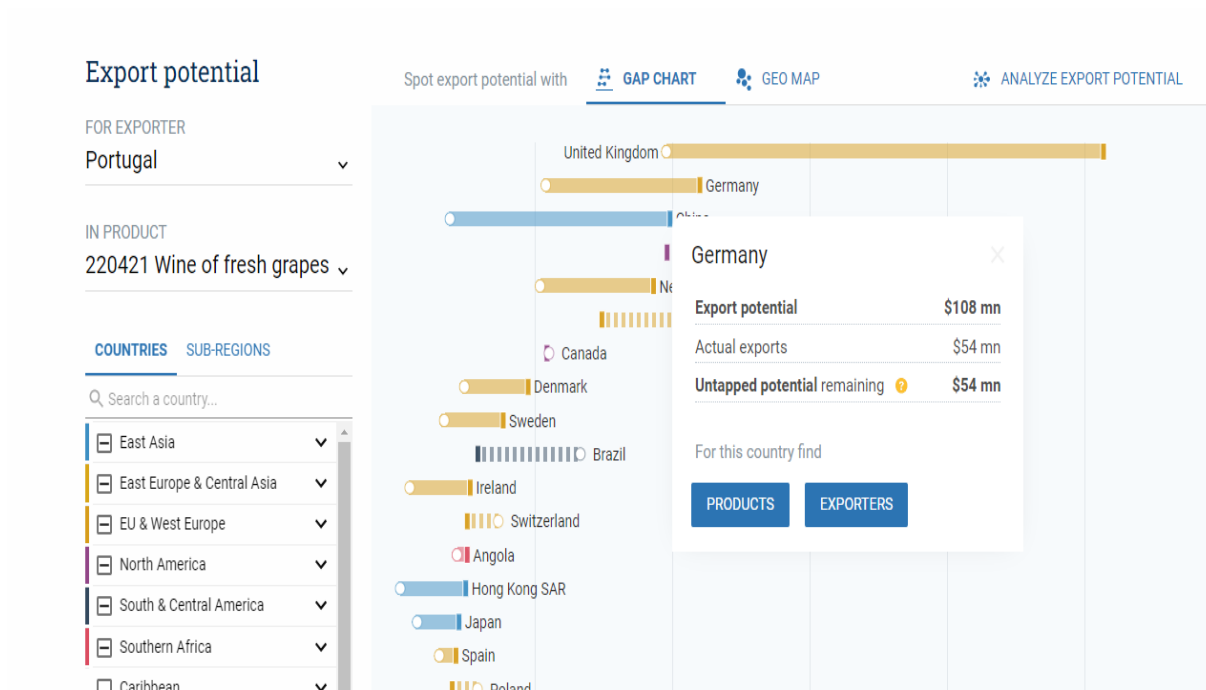 Export potential
Spot export potential with GAP CHART GEO MAP ANALYZE EXPORT POTENTIAL
FOR EXPORTER
Portugal
IN PRODUCT
220421 Wine of fresh grapes
COUNTRIES SUB-REGIONS
Search a country...
East Asia
East Europe & Central Asia
EU & West Europe
North America
South & Central America
Southern Africa
Caribbean
United Kingdom
Germany
China
Ne
Canada
Denmark
Sweden
Brazil
Ireland
Switzerland
Angola
Hong Kong SAR
Japan
Spain
Poland
Germany
Export potential $108 mn
Actual exports $54 mn
Untapped potential remaining ? $54 mn
For this country find
PRODUCTS EXPORTERS